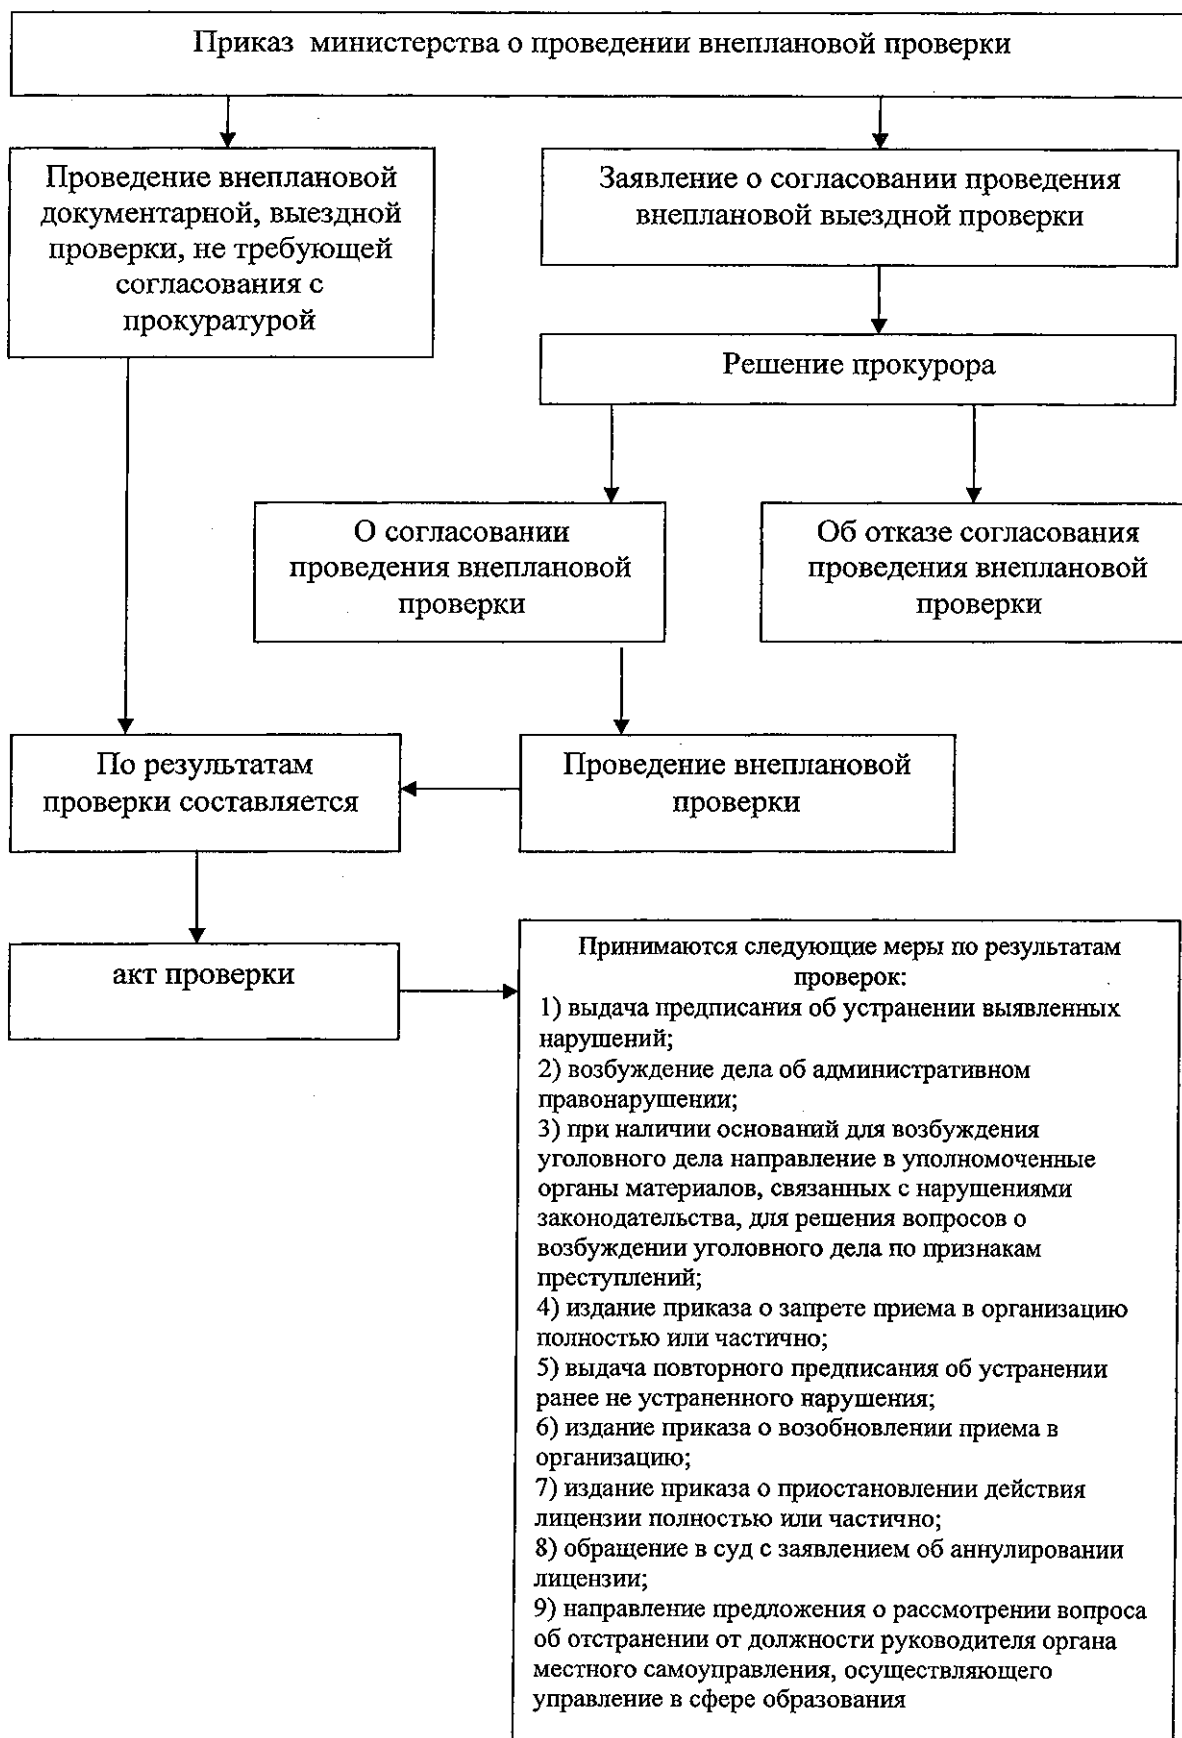 Приказ министерства о проведении внеплановой проверки
Проведение внеплановой
документарной, выездной
проверки, не требующей
согласования с
прокуратурой
Заявление о согласовании проведения
внеплановой выездной проверки
Решение прокурора
О согласовании
проведения внеплановой
проверки
Об отказе согласования
проведения внеплановой
проверки
По результатам
проверки составляется
Проведение внеплановой
проверки
акт проверки
Принимаются следующие меры по результатам
проверок:
1) выдача предписания об устранении выявленных
нарушений;
2) возбуждение дела об административном
правонарушении;
3) при наличии оснований для возбуждения
уголовного дела направление в уполномоченные
органы материалов, связанных с нарушениями
законодательства, для решения вопросов о
возбуждении уголовного дела по признакам
преступлений;
4) издание приказа о запрете приема в организацию
полностью или частично;
5) выдача повторного предписания об устранении
ранее не устраненного нарушения;
6) издание приказа о возобновлении приема в
организацию;
7) издание приказа о приостановлении действия
лицензии полностью или частично;
8) обращение в суд с заявлением об аннулировании
лицензии;
9) направление предложения о рассмотрении вопроса
об отстранении от должности руководителя органа
местного самоуправления, осуществляющего
управление в сфере образования